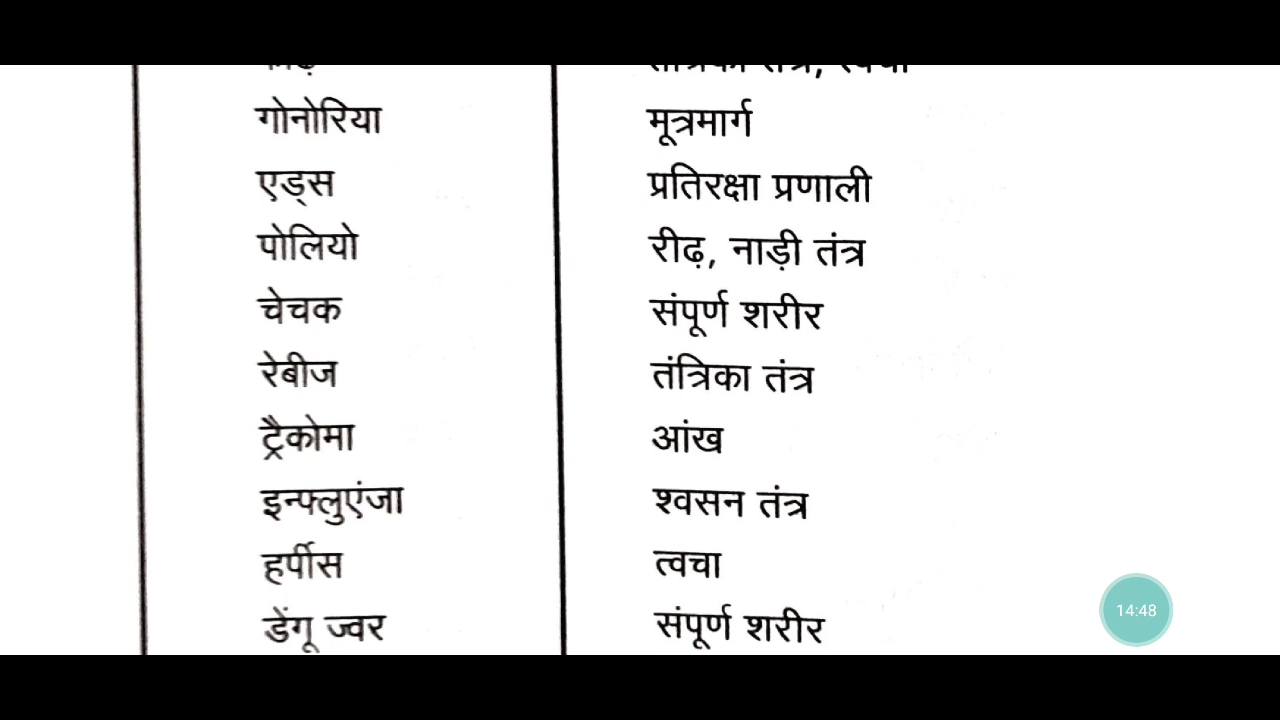 गोनोरिया मूत्रमार्ग
एड्स प्रतिरक्षा प्रणाली
पोलियो रीढ़, नाड़ी तंत्र
चेचक संपूर्ण शरीर
रेबीज तंत्रिका तंत्र
ट्रैकोमा आंख
इन्फ्लुएंजा श्वसन तंत्र
हर्पीस त्वचा
डेंगू ज्वर संपूर्ण शरीर
14:48